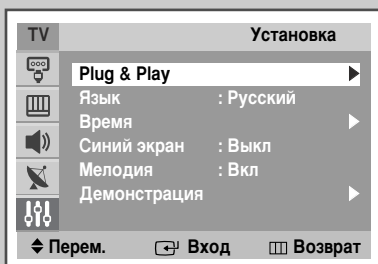 TV Установка
Plug & Play
Язык : Русский
Время
Синий экран : Выкл
Мелодия : Вкл
Демонстрация
Перем. Вход Возврат